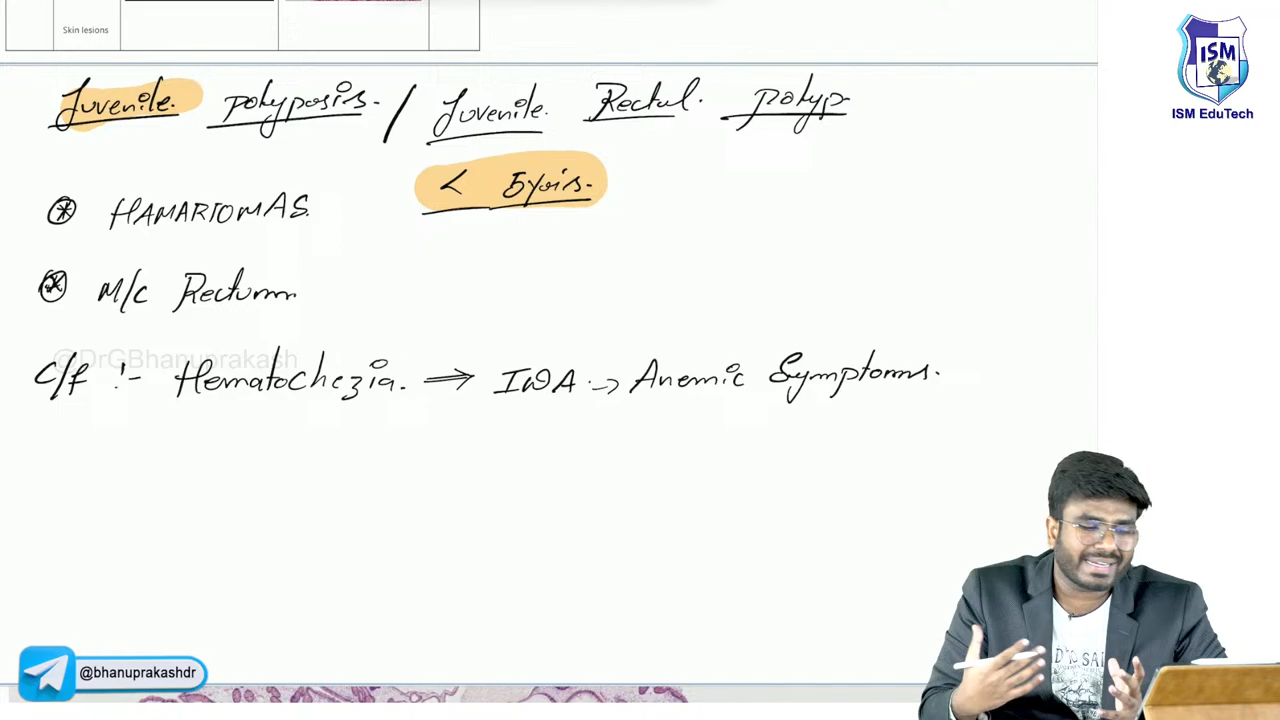 Skin lesions
ISM
ISM EduTech
Juvenile. polyposis. / Juvenile. Rectal. polyp
< 5yrs.
HAMARTOMAS.
M/C Rectum
@DrGBhanuprakash
C/f :- Hematochezia. ⇒ IDA. -> Anemic Symptoms.
@bhanuprakashdr